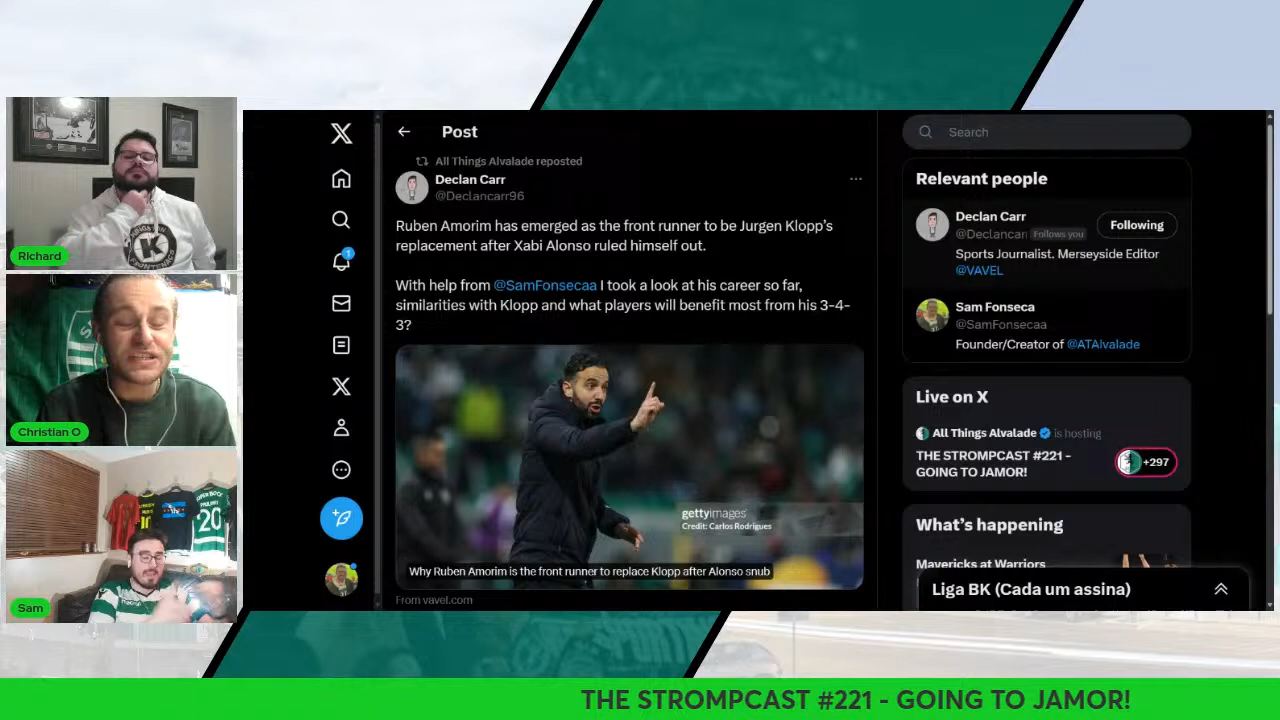 Richard
Christian O
Sam
SUPER BOCK
PAULINHO
20
K
Post
All Things Alvalade reposted
Declan Carr
@Declancarr96
Ruben Amorim has emerged as the front runner to be Jurgen Klopp's
replacement after Xabi Alonso ruled himself out.
With help from @SamFonsecaa I took a look at his career so far,
similarities with Klopp and what players will benefit most from his 3-4-
3?
gettyimages
Credit: Carlos Rodrigues
Why Ruben Amorim is the front runner to replace Klopp after Alonso snub
From vavel.com
1
Search
Relevant people
Declan Carr
@Declancarr Follows you
Following
Sports Journalist. Merseyside Editor
@VAVEL
Sam Fonseca
@SamFonsecaa
Founder/Creator of @ATAlvalade
Live on X
All Things Alvalade is hosting
THE STROMPCAST #221 -
GOING TO JAMOR!
+297
What's happening
Mavericks at Warriors
Liga BK (Cada um assina)
THE STROMPCAST #221 - GOING TO JAMOR!